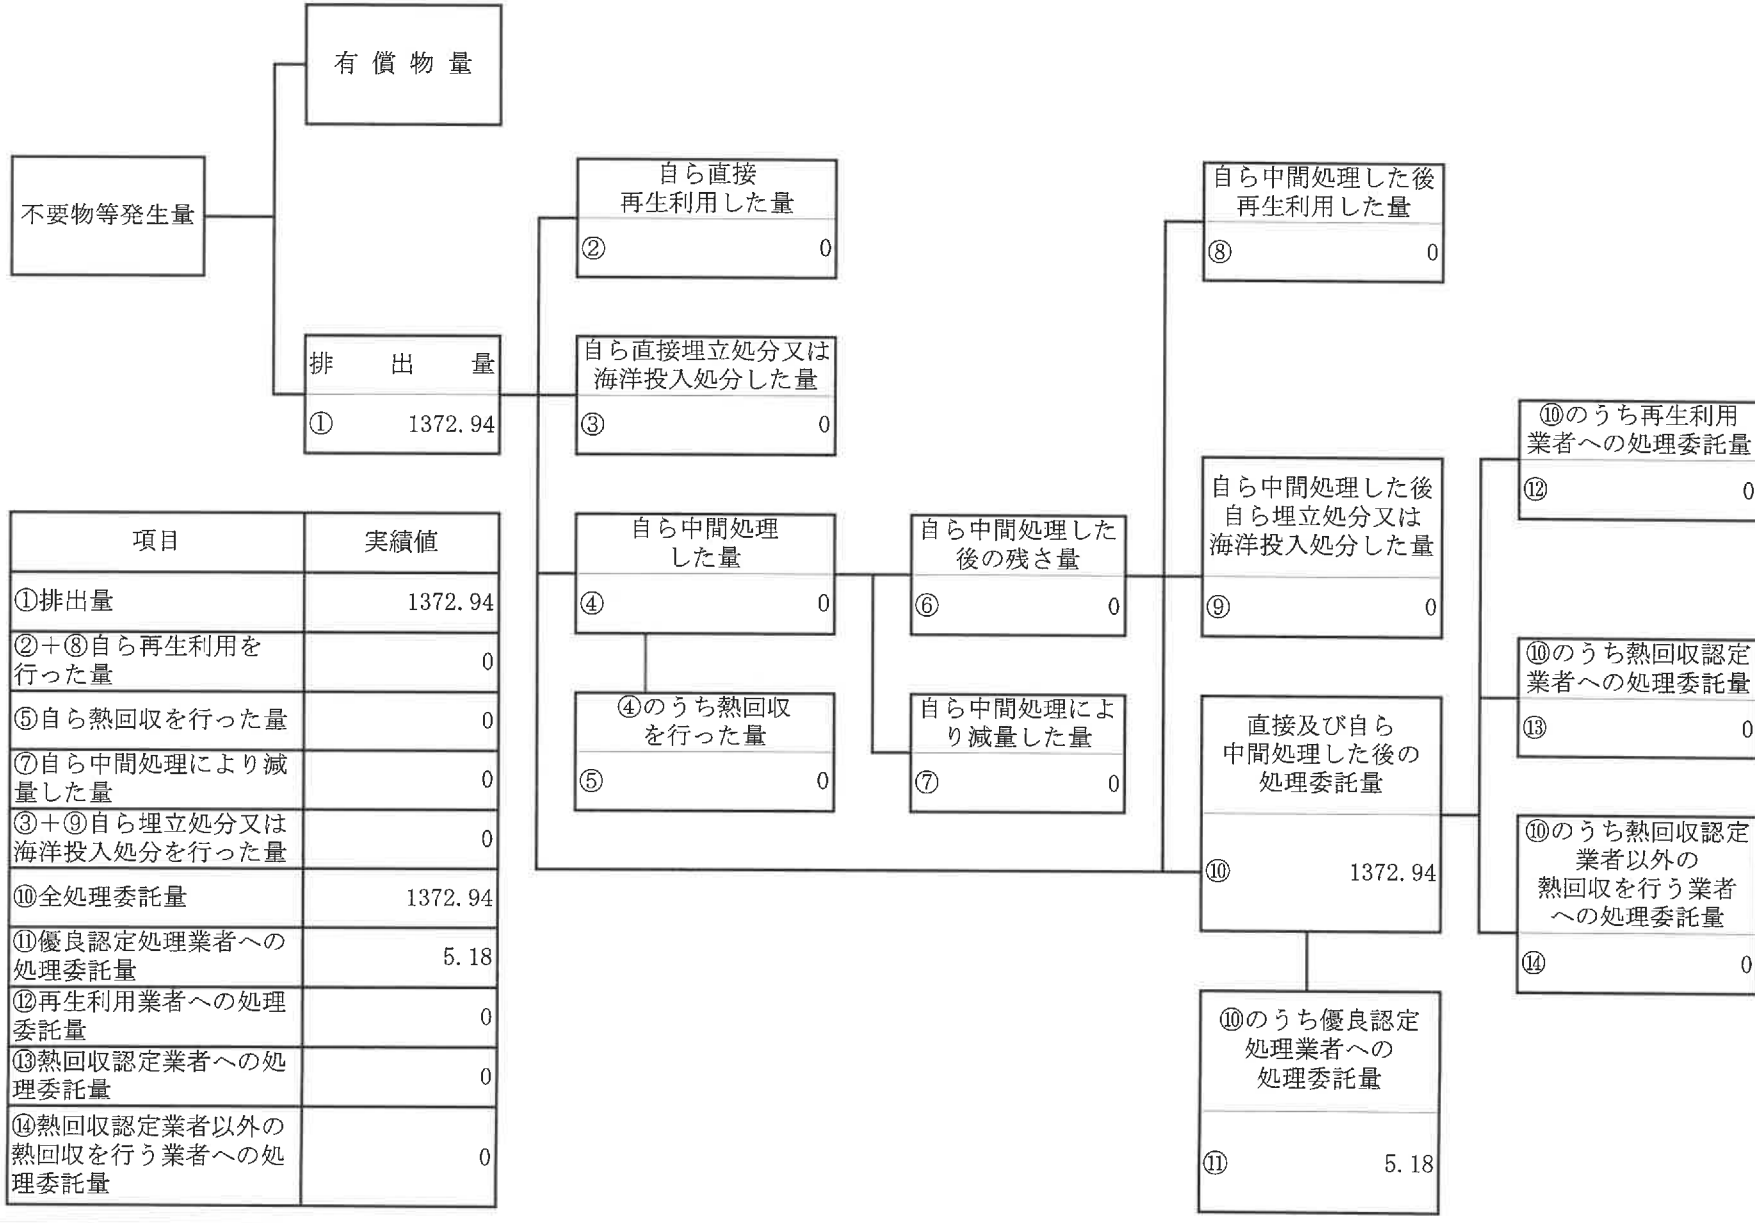 有償物量
不要物等発生量
排出量
① 1372.94
自ら直接
再生利用した量
② 0
自ら直接埋立処分又は
海洋投入処分した量
③ 0
自ら中間処理
した量
④ 0
④のうち熱回収
を行った量
⑤ 0
自ら中間処理した
後の残さ量
⑥ 0
自ら中間処理によ
り減量した量
⑦ 0
自ら中間処理した後
再生利用した量
⑧ 0
自ら中間処理した後
自ら埋立処分又は
海洋投入処分した量
⑨ 0
直接及び自ら
中間処理した後の
処理委託量
⑩ 1372.94
⑩のうち優良認定
処理業者への
処理委託量
⑪ 5.18
⑩のうち再生利用
業者への処理委託量
⑫ 0
⑩のうち熱回収認定
業者への処理委託量
⑬ 0
⑩のうち熱回収認定
業者以外の
熱回収を行う業者
への処理委託量
⑭ 0
項目 実績値
①排出量 1372.94
②＋⑧自ら再生利用を
行った量 0
⑤自ら熱回収を行った量 0
⑦自ら中間処理により減
量した量 0
③＋⑨自ら埋立処分又は
海洋投入処分を行った量 0
⑩全処理委託量 1372.94
⑪優良認定処理業者への
処理委託量 5.18
⑫再生利用業者への処理
委託量 0
⑬熱回収認定業者への処
理委託量 0
⑭熱回収認定業者以外の
熱回収を行う業者への処
理委託量 0